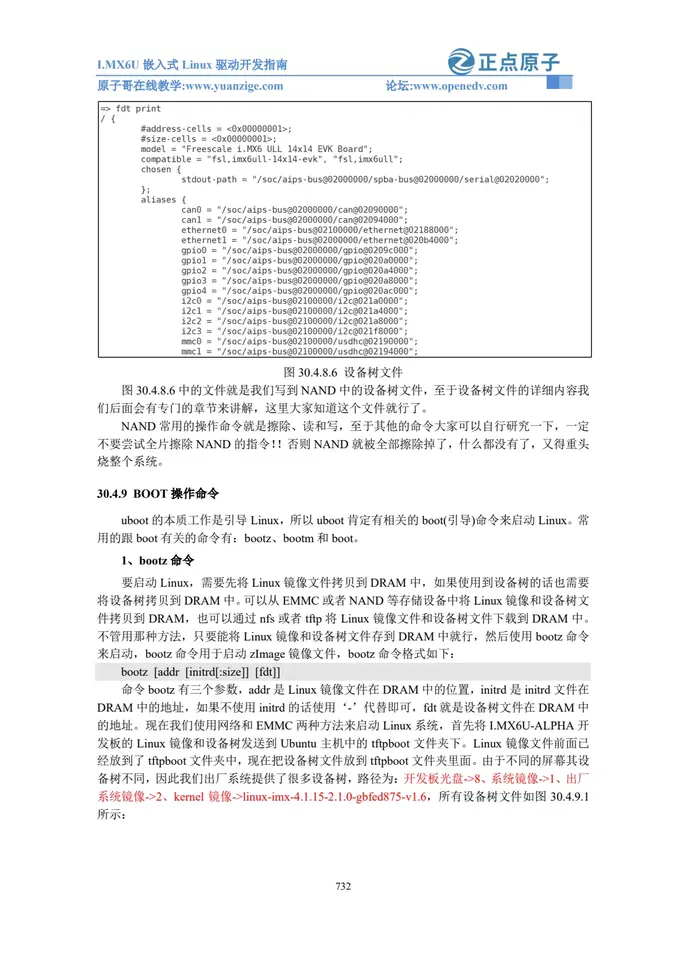 I.MX6U 嵌入式 Linux 驱动开发指南
正点原子
原子哥在线教学:www.yuanzige.com 论坛:www.openedv.com
=> fdt print
/ {
#address-cells = <0x00000001>;
#size-cells = <0x00000001>;
model = "Freescale i.MX6 ULL 14x14 EVK Board";
compatible = "fsl,imx6ull-14x14-evk", "fsl,imx6ull";
chosen {
stdout-path = "/soc/aips-bus@02000000/spba-bus@02000000/serial@02020000";
};
aliases {
can0 = "/soc/aips-bus@02000000/can@02090000";
can1 = "/soc/aips-bus@02000000/can@02094000";
ethernet0 = "/soc/aips-bus@02100000/ethernet@02188000";
ethernet1 = "/soc/aips-bus@02000000/ethernet@020b4000";
gpio0 = "/soc/aips-bus@02000000/gpio@0209c000";
gpio1 = "/soc/aips-bus@02000000/gpio@020a0000";
gpio2 = "/soc/aips-bus@02000000/gpio@020a4000";
gpio3 = "/soc/aips-bus@02000000/gpio@020a8000";
gpio4 = "/soc/aips-bus@02000000/gpio@020ac000";
i2c0 = "/soc/aips-bus@02100000/i2c@021a0000";
i2c1 = "/soc/aips-bus@02100000/i2c@021a4000";
i2c2 = "/soc/aips-bus@02100000/i2c@021a8000";
i2c3 = "/soc/aips-bus@02100000/i2c@021f8000";
mmc0 = "/soc/aips-bus@02100000/usdhc@02190000";
mmc1 = "/soc/aips-bus@02100000/usdhc@02194000";
图 30.4.8.6 设备树文件
图 30.4.8.6 中的文件就是我们写到 NAND 中的设备树文件，至于设备树文件的详细内容我
们后面会有专门的章节来讲解，这里大家知道这个文件就行了。
NAND 常用的操作命令就是擦除、读和写，至于其他的命令大家可以自行研究一下，一定
不要尝试全片擦除 NAND 的指令！！否则 NAND 就被全部擦除掉了，什么都没有了，又得重头
烧整个系统。
30.4.9 BOOT 操作命令
uboot 的本质工作是引导 Linux，所以 uboot 肯定有相关的 boot(引导)命令来启动 Linux。常
用的跟 boot 有关的命令有：bootz、bootm 和 boot。
1、bootz 命令
要启动 Linux，需要先将 Linux 镜像文件拷贝到 DRAM 中，如果使用到设备树的话也需要
将设备树拷贝到 DRAM 中。可以从 EMMC 或者 NAND 等存储设备中将 Linux 镜像和设备树文
件拷贝到 DRAM，也可以通过 nfs 或者 tftp 将 Linux 镜像文件和设备树文件下载到 DRAM 中。
不管用那种方法，只要能将 Linux 镜像和设备树文件存到 DRAM 中就行，然后使用 bootz 命令
来启动，bootz 命令用于启动 zImage 镜像文件，bootz 命令格式如下：
bootz [addr [initrd[:size]] [fdt]]
命令 bootz 有三个参数，addr 是 Linux 镜像文件在 DRAM 中的位置，initrd 是 initrd 文件在
DRAM 中的地址，如果不使用 initrd 的话使用‘-’代替即可，fdt 就是设备树文件在 DRAM 中
的地址。现在我们使用网络和 EMMC 两种方法来启动 Linux 系统，首先将 I.MX6U-ALPHA 开
发板的 Linux 镜像和设备树发送到 Ubuntu 主机中的 tftpboot 文件夹下。Linux 镜像文件前面已
经放到了 tftpboot 文件夹中，现在把设备树文件放到 tftpboot 文件夹里面。由于不同的屏幕其设
备树不同，因此我们出厂系统提供了很多设备树，路径为：开发板光盘->8、系统镜像->1、出厂
系统镜像->2、kernel 镜像->linux-imx-4.1.15-2.1.0-gbfed875-v1.6，所有设备树文件如图 30.4.9.1
所示：
732